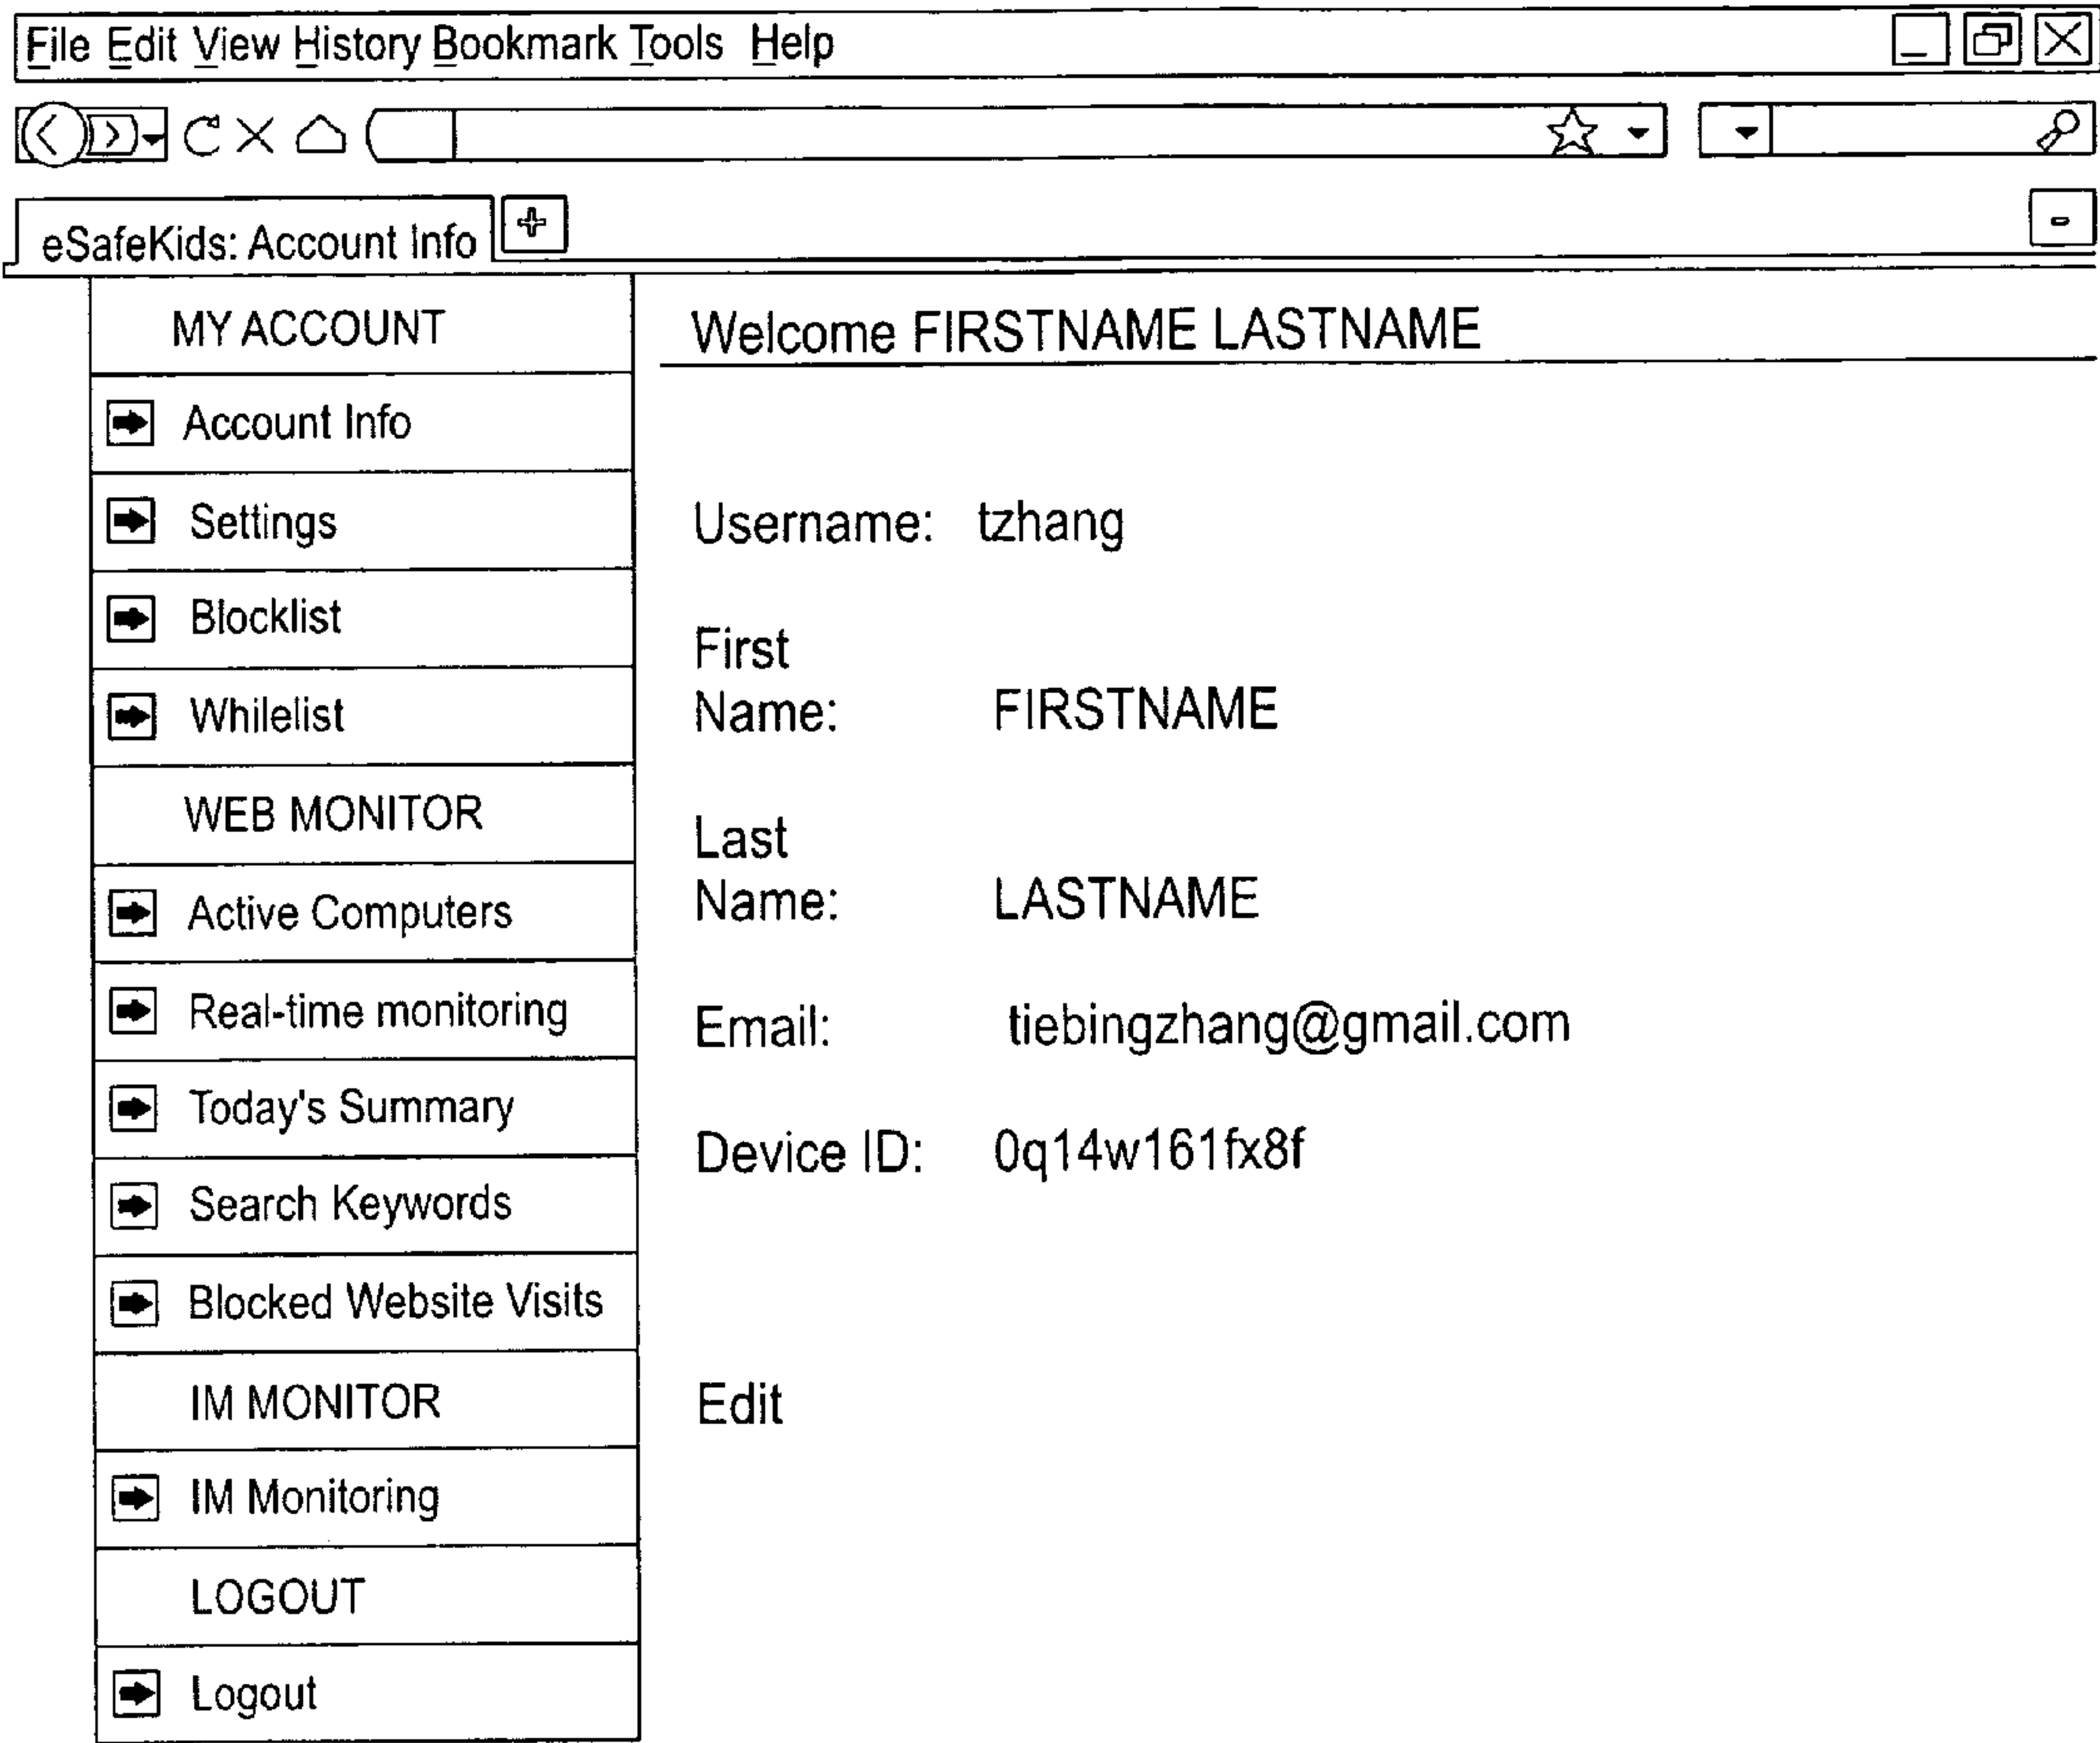 File Edit View History Bookmark Tools Help
eSafeKids: Account Info
MY ACCOUNT
Account Info
Settings
Blocklist
Whilelist
WEB MONITOR
Active Computers
Real-time monitoring
Today's Summary
Search Keywords
Blocked Website Visits
IM MONITOR
IM Monitoring
LOGOUT
Logout
Welcome FIRSTNAME LASTNAME
Username: tzhang
First
Name: FIRSTNAME
Last
Name: LASTNAME
Email: tiebingzhang@gmail.com
Device ID: 0q14w161fx8f
Edit